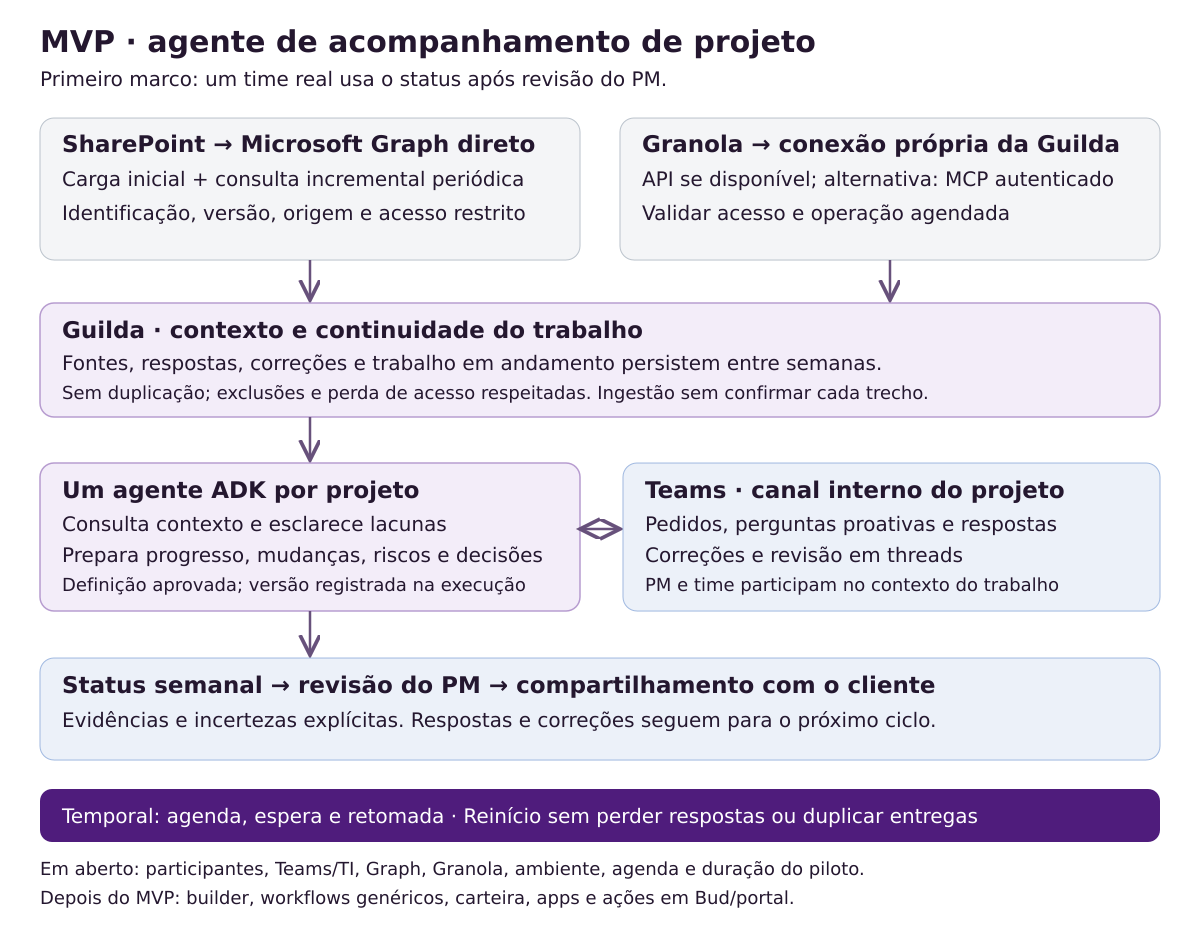 MVP · agente de acompanhamento de projeto
Primeiro marco: um time real usa o status após revisão do PM.
SharePoint → Microsoft Graph direto
Carga inicial + consulta incremental periódica
Identificação, versão, origem e acesso restrito
Granola → conexão própria da Guilda
API se disponível; alternativa: MCP autenticado
Validar acesso e operação agendada
Guilda · contexto e continuidade do trabalho
Fontes, respostas, correções e trabalho em andamento persistem entre semanas.
Sem duplicação; exclusões e perda de acesso respeitadas. Ingestão sem confirmar cada trecho.
Um agente ADK por projeto
Consulta contexto e esclarece lacunas
Prepara progresso, mudanças, riscos e decisões
Definição aprovada; versão registrada na execução
Teams · canal interno do projeto
Pedidos, perguntas proativas e respostas
Correções e revisão em threads
PM e time participam no contexto do trabalho
Status semanal → revisão do PM → compartilhamento com o cliente
Evidências e incertezas explícitas. Respostas e correções seguem para o próximo ciclo.
Temporal: agenda, espera e retomada · Reinício sem perder respostas ou duplicar entregas
Em aberto: participantes, Teams/TI, Graph, Granola, ambiente, agenda e duração do piloto.
Depois do MVP: builder, workflows genéricos, carteira, apps e ações em Bud/portal.